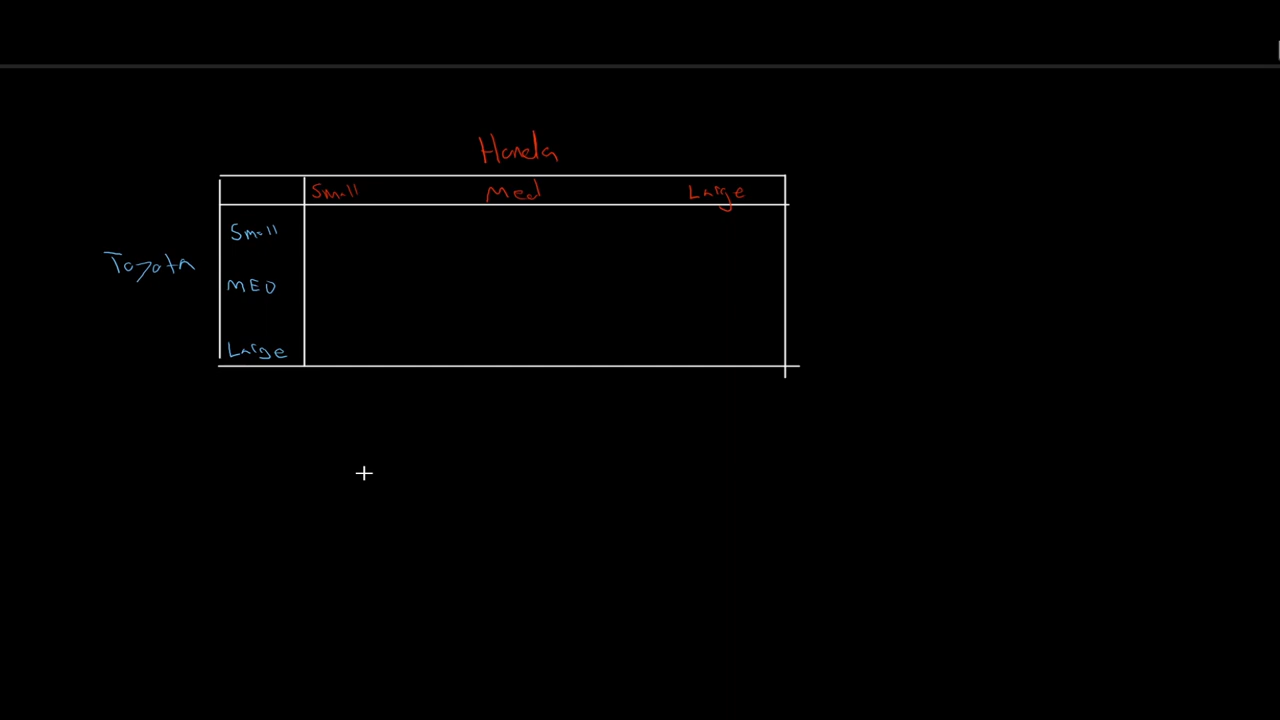 Honda
Small Med Large
Small
Toyota
MED
Large